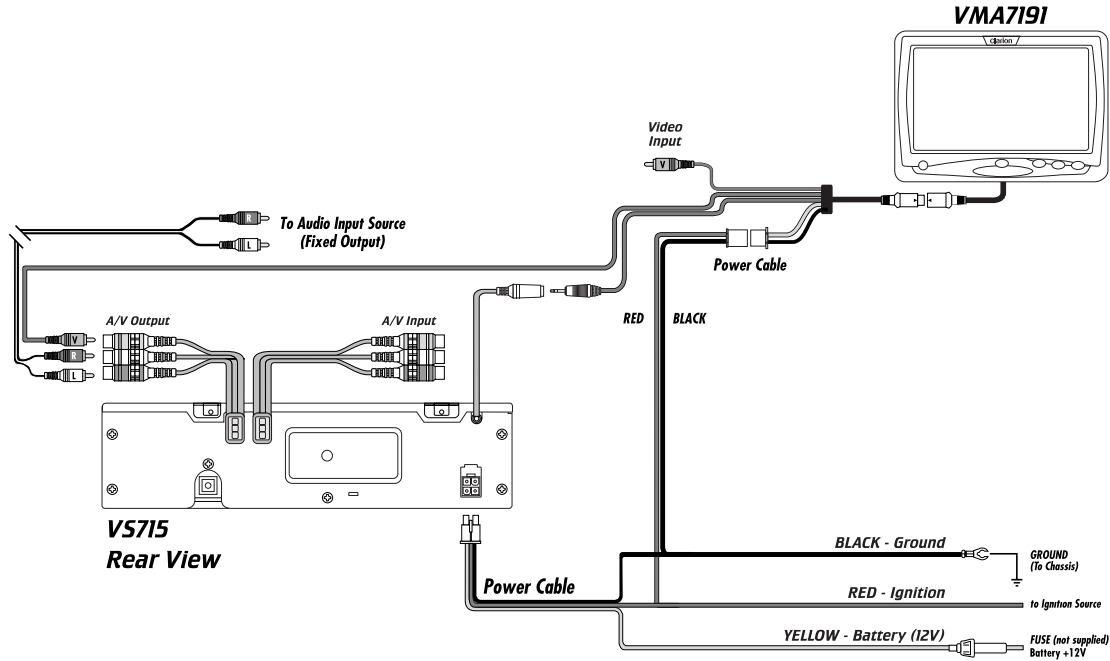 VMA7191
Clarion
Video
Input
V
R
L
To Audio Input Source
(Fixed Output)
Power Cable
RED
BLACK
A/V Output
A/V Input
V
R
L
VS715
Rear View
Power Cable
BLACK - Ground
GROUND
(To Chassis)
RED - Ignition
to Ignition Source
YELLOW - Battery (12V)
FUSE (not supplied)
Battery +12V